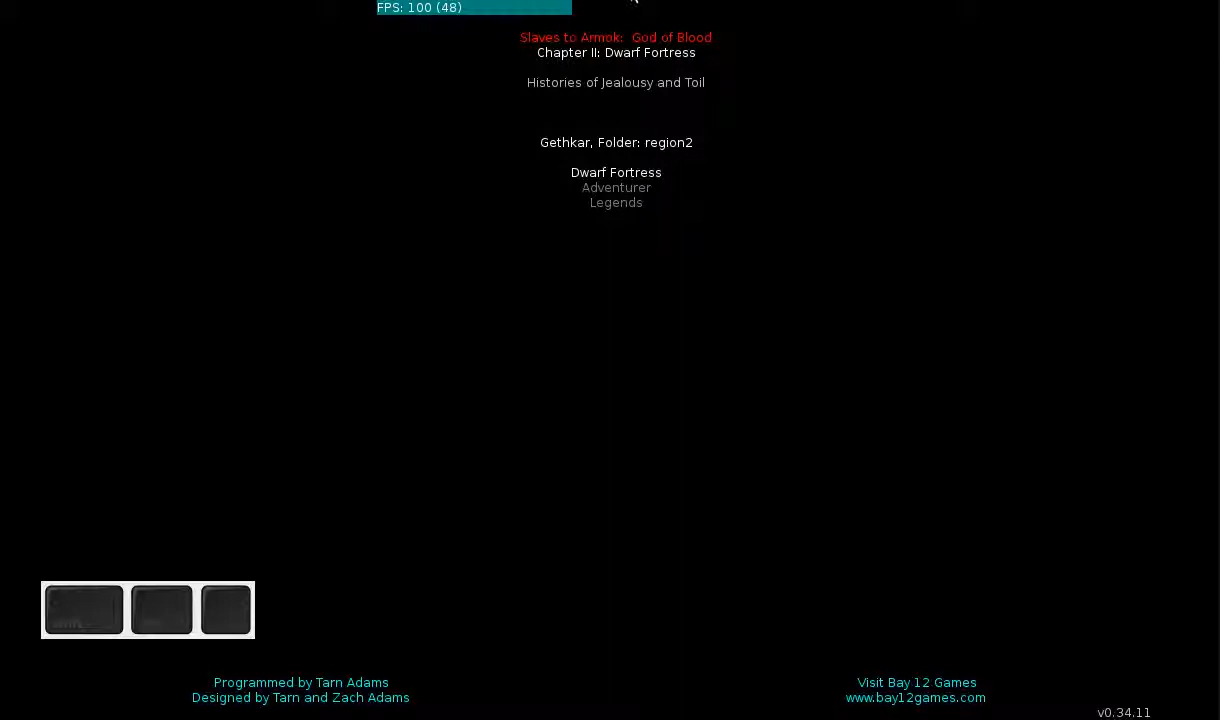 FPS: 100 (48)
Slaves to Armok:  God of Blood
Chapter II: Dwarf Fortress
Histories of Jealousy and Toil
Gethkar, Folder: region2
Dwarf Fortress
Adventurer
Legends
Programmed by Tarn Adams
Designed by Tarn and Zach Adams
Visit Bay 12 Games
www.bay12games.com
v0.34.11